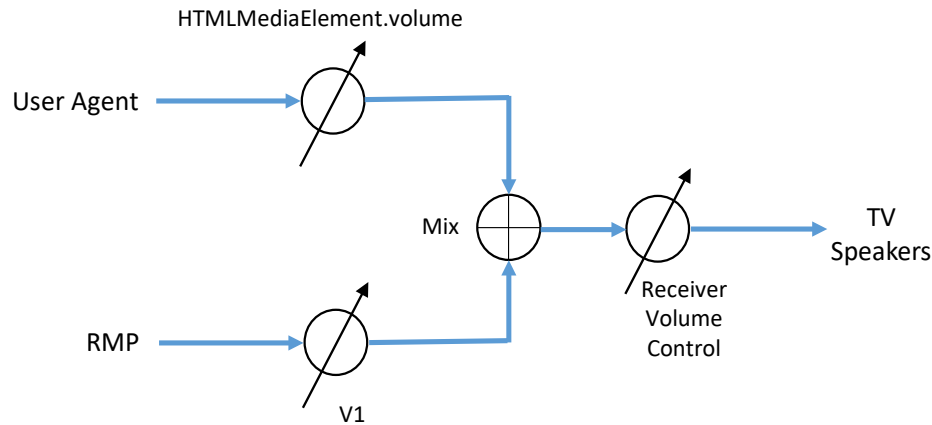 HTMLMediaElement.volume
User Agent
Mix
TV
Speakers
Receiver
Volume
Control
RMP
V1